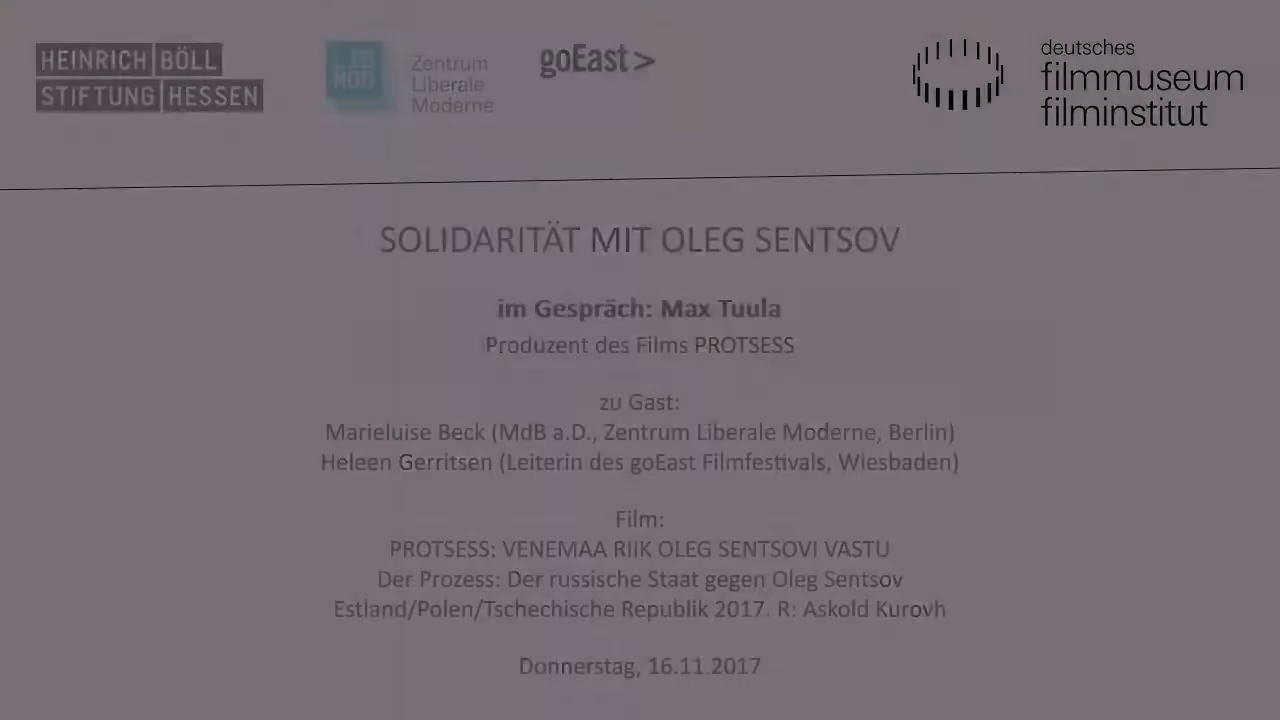 HEINRICH BÖLL
STIFTUNG HESSEN
LIB
MOD
Zentrum
Liberale
Moderne
goEast >
deutsches
filmmuseum
filminstitut
SOLIDARITÄT MIT OLEG SENTSOV
im Gespräch: Max Tuula
Produzent des Films PROTSESS
zu Gast:
Marieluise Beck (MdB a.D., Zentrum Liberale Moderne, Berlin)
Heleen Gerritsen (Leiterin des goEast Filmfestivals, Wiesbaden)
Film:
PROTSESS: VENEMAA RIIK OLEG SENTSOVI VASTU
Der Prozess: Der russische Staat gegen Oleg Sentsov
Estland/Polen/Tschechische Republik 2017. R: Askold Kurovh
Donnerstag, 16.11.2017